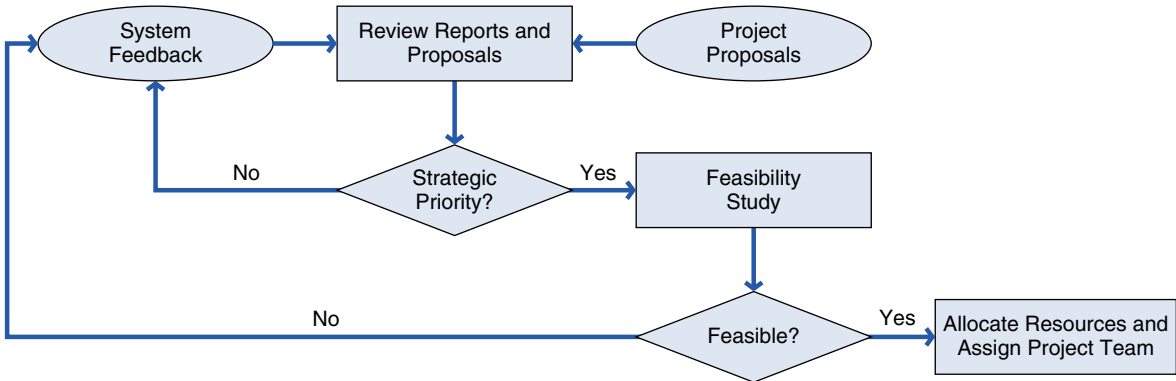 System
Feedback
Review Reports and
Proposals
Project
Proposals
No
Strategic
Priority?
Yes
Feasibility
Study
No
Feasible?
Yes
Allocate Resources and
Assign Project Team